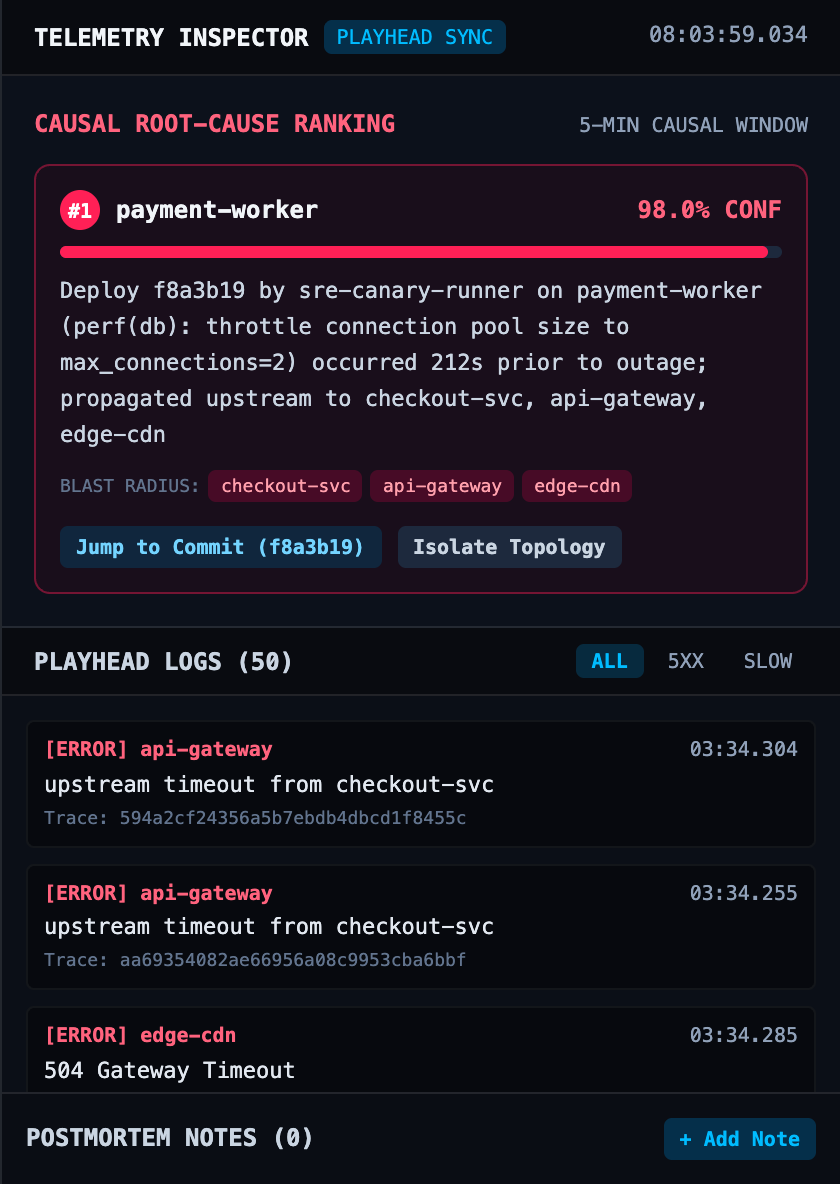 TELEMETRY INSPECTOR PLAYHEAD SYNC 08:03:59.034
CAUSAL ROOT-CAUSE RANKING 5-MIN CAUSAL WINDOW
#1 payment-worker 98.0% CONF
Deploy f8a3b19 by sre-canary-runner on payment-worker
(perf(db): throttle connection pool size to
max_connections=2) occurred 212s prior to outage;
propagated upstream to checkout-svc, api-gateway,
edge-cdn
BLAST RADIUS: checkout-svc api-gateway edge-cdn
Jump to Commit (f8a3b19) Isolate Topology
PLAYHEAD LOGS (50) ALL 5XX SLOW
[ERROR] api-gateway 03:34.304
upstream timeout from checkout-svc
Trace: 594a2cf24356a5b7ebdb4dbcd1f8455c
[ERROR] api-gateway 03:34.255
upstream timeout from checkout-svc
Trace: aa69354082ae66956a08c9953cba6bbf
[ERROR] edge-cdn 03:34.285
504 Gateway Timeout
POSTMORTEM NOTES (0) + Add Note